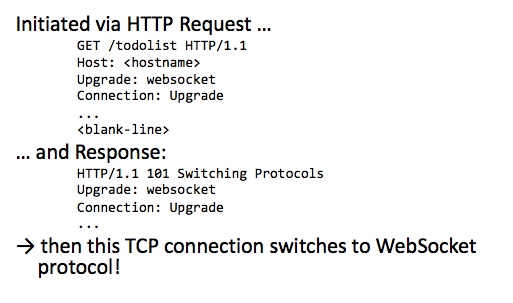 Initiated via HTTP Request …
GET /todolist HTTP/1.1
Host: <hostname>
Upgrade: websocket
Connection: Upgrade
...
<blank-line>
… and Response:
HTTP/1.1 101 Switching Protocols
Upgrade: websocket
Connection: Upgrade
...
→ then this TCP connection switches to WebSocket
protocol!